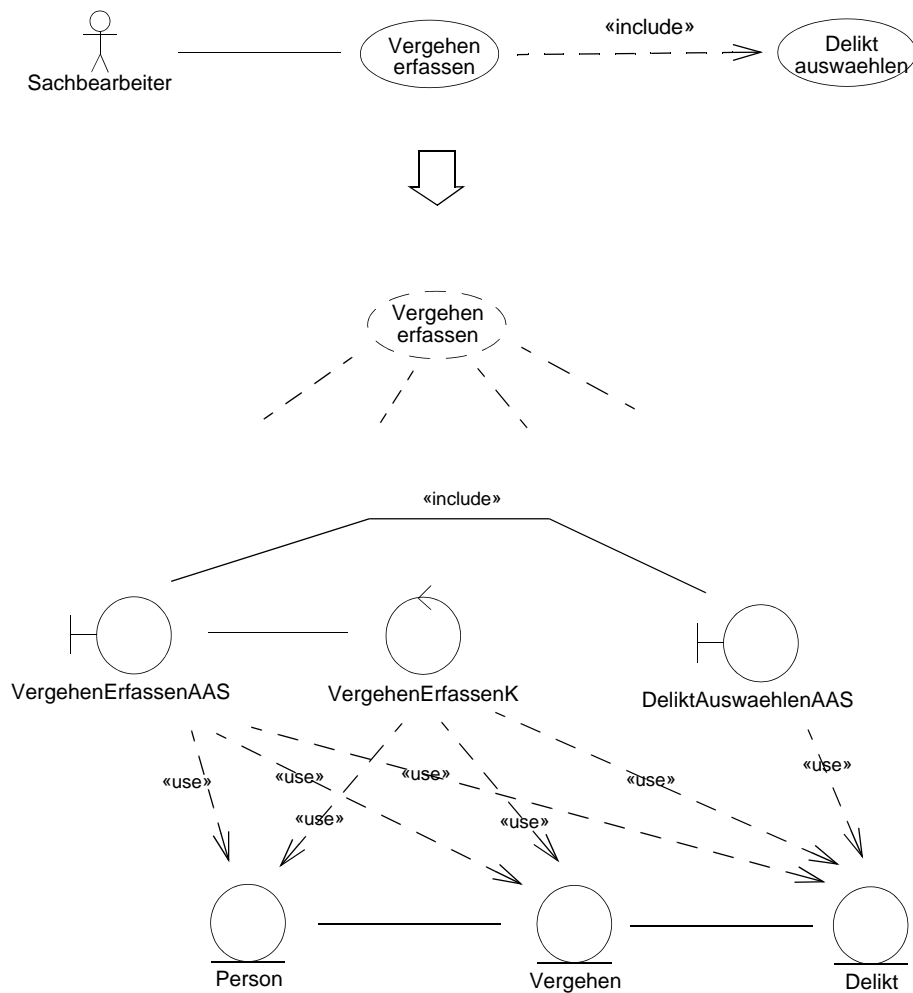 «include»
Vergehen
erfassen
Delikt
auswaehlen
Sachbearbeiter
Vergehen
erfassen
«include»
VergehenErfassenAAS
VergehenErfassenK
DeliktAuswaehlenAAS
«use»
«use»
«use»
«use»
«use»
«use»
«use»
Person
Vergehen
Delikt